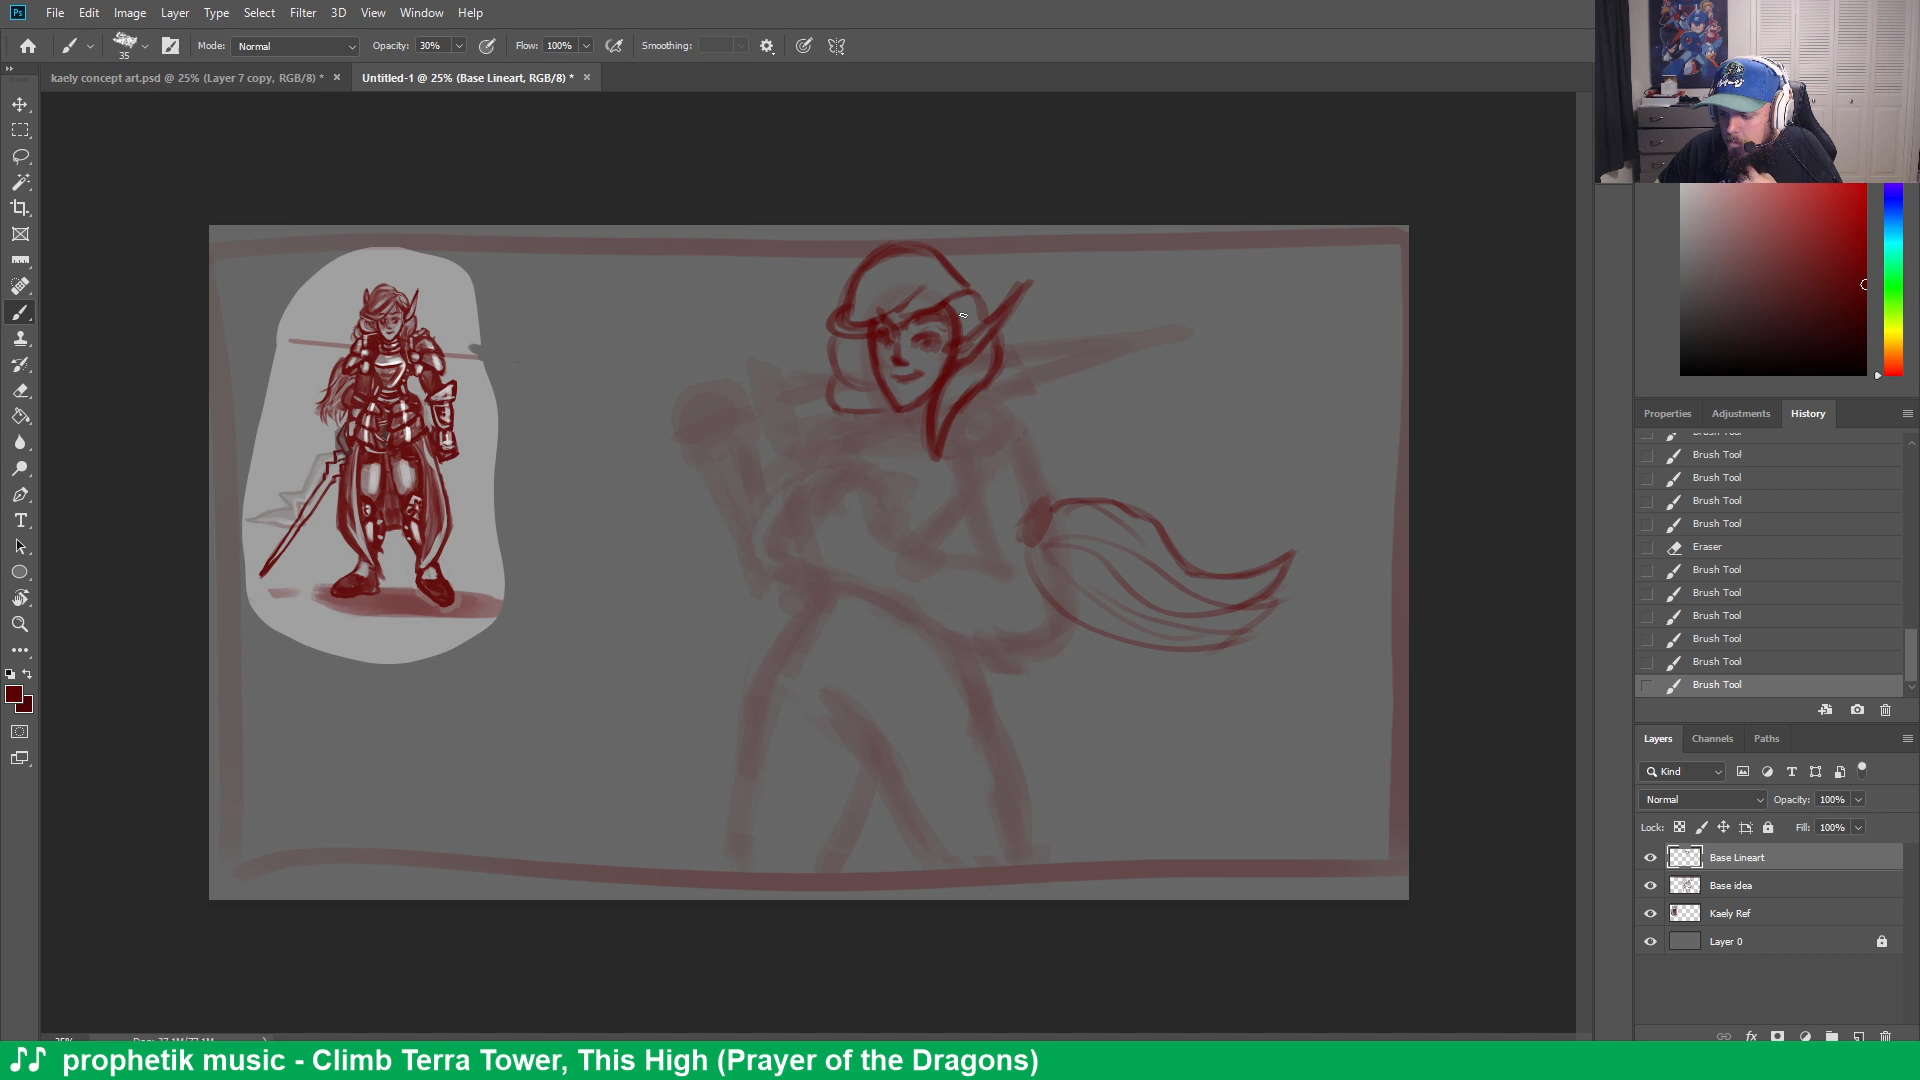 Ps File Edit Image Layer Type Select Filter 3D View Window Help
35 Mode: Normal Opacity: 30% Flow: 100% Smoothing:
kaely concept art.psd @ 25% (Layer 7 copy, RGB/8) * × Untitled-1 @ 25% (Base Lineart, RGB/8) * ×
Properties Adjustments History
Brush Tool
Brush Tool
Brush Tool
Brush Tool
Brush Tool
Eraser
Brush Tool
Brush Tool
Brush Tool
Brush Tool
Brush Tool
Brush Tool
Layers Channels Paths
Kind
Normal Opacity: 100%
Lock: Fill: 100%
Base Lineart
Base idea
Kaely Ref
Layer 0
prophetik music - Climb Terra Tower, This High (Prayer of the Dragons)